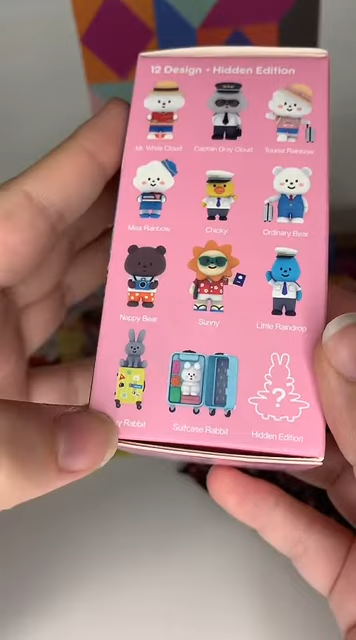 12 Design • Hidden Edition
Mr. White Cloud Captain Gray Cloud Tourist Rainbow
Miss Rainbow Chicky Ordinary Bear
Nappy Bear Sunny Little Raindrop
Rabbit Suitcase Rabbit Hidden Edition
?